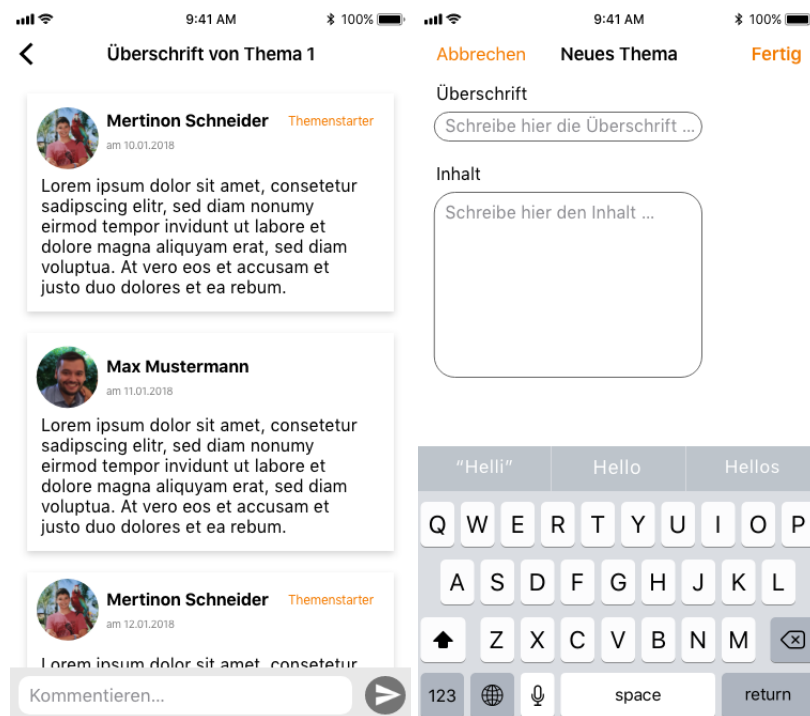 9:41 AM
100%
Überschrift von Thema 1
Mertinon Schneider Themenstarter
am 10.01.2018
Lorem ipsum dolor sit amet, consetetur
sadipscing elitr, sed diam nonumy
eirmod tempor invidunt ut labore et
dolore magna aliquyam erat, sed diam
voluptua. At vero eos et accusam et
justo duo dolores et ea rebum.
Max Mustermann
am 11.01.2018
Lorem ipsum dolor sit amet, consetetur
sadipscing elitr, sed diam nonumy
eirmod tempor invidunt ut labore et
dolore magna aliquyam erat, sed diam
voluptua. At vero eos et accusam et
justo duo dolores et ea rebum.
Mertinon Schneider Themenstarter
am 12.01.2018
Lorem ipsum dolor sit amet, consetetur
Kommentieren...
9:41 AM
100%
Abbrechen Neues Thema Fertig
Überschrift
Schreibe hier die Überschrift ...
Inhalt
Schreibe hier den Inhalt ...
“Helli” Hello Hellos
Q W E R T Y U I O P
A S D F G H J K L
Z X C V B N M
123 space return